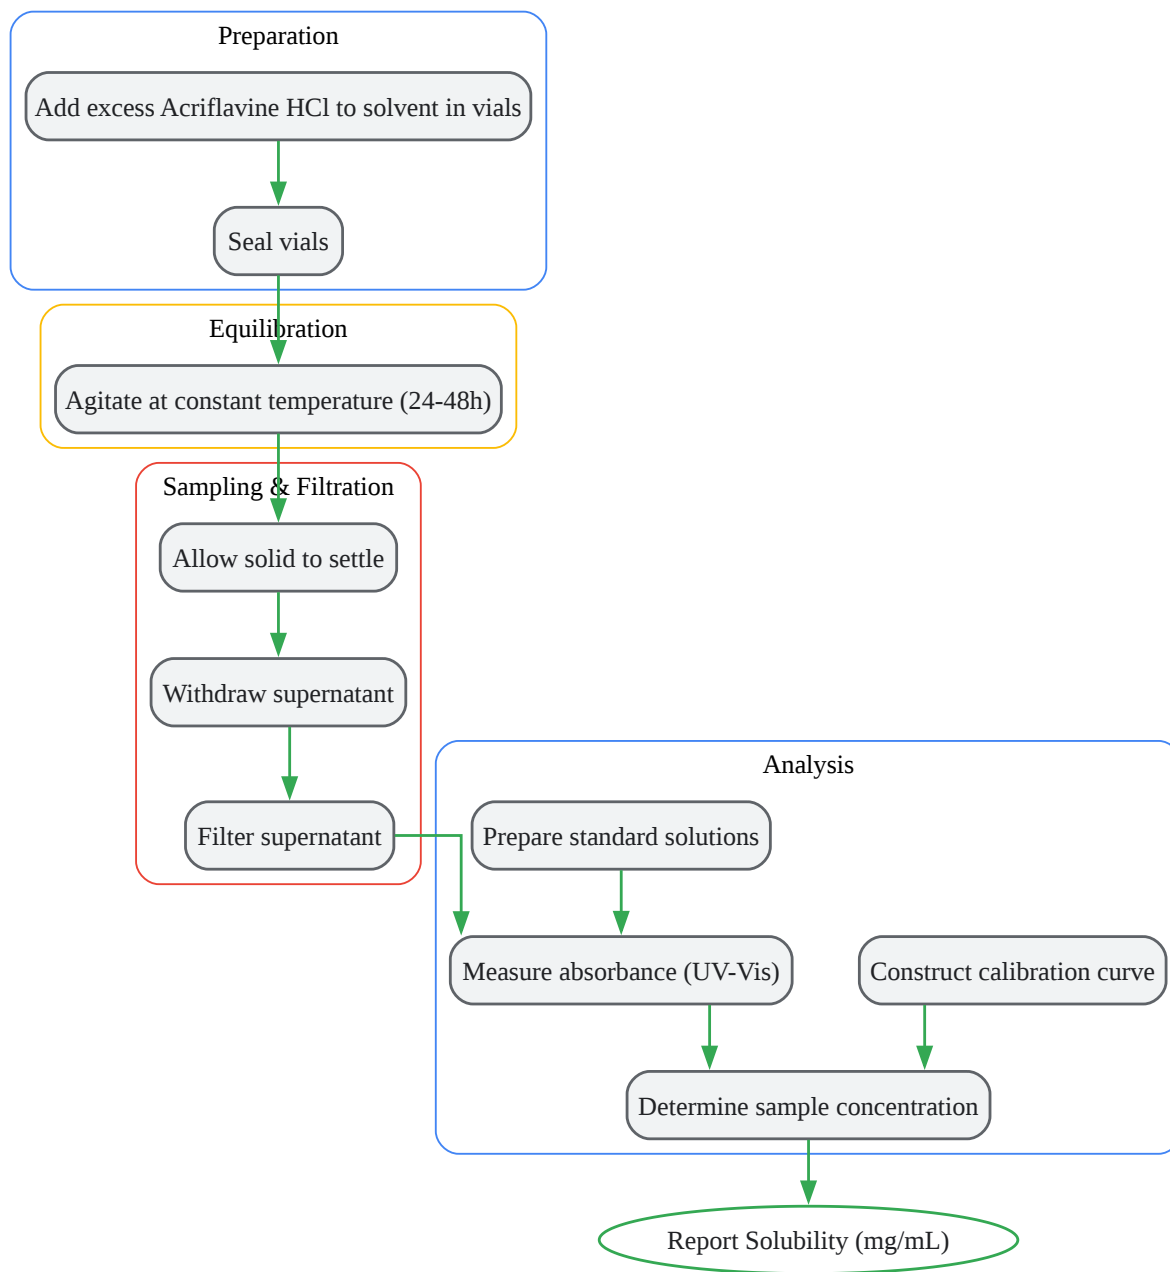 Preparation
Add excess Acriflavine HCl to solvent in vials
Seal vials
Equilibration
Agitate at constant temperature (24-48h)
Sampling & Filtration
Allow solid to settle
Withdraw supernatant
Filter supernatant
Analysis
Prepare standard solutions
Measure absorbance (UV-Vis)
Construct calibration curve
Determine sample concentration
Report Solubility (mg/mL)